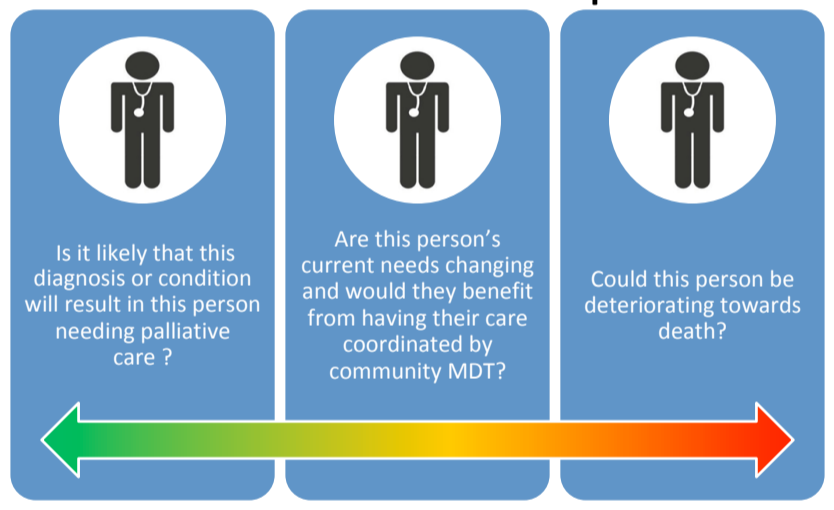 Is it likely that this
diagnosis or condition
will result in this person
needing palliative
care ?
Are this person’s
current needs changing
and would they benefit
from having their care
coordinated by
community MDT?
Could this person be
deteriorating towards
death?